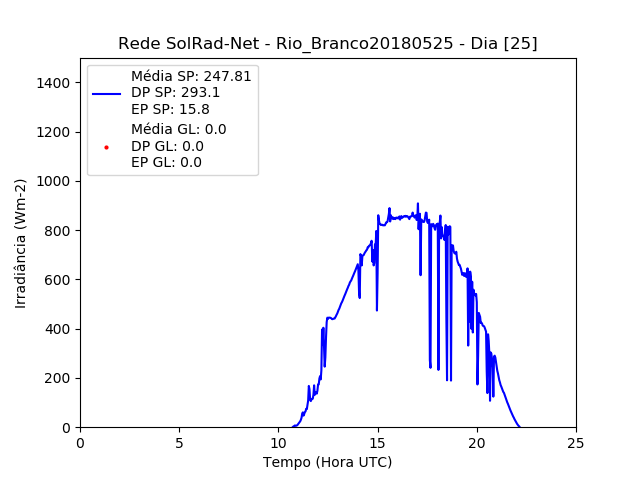 Rede SolRad-Net - Rio_Branco20180525 - Dia [25]
Média SP: 247.81
DP SP: 293.1
EP SP: 15.8
Média GL: 0.0
DP GL: 0.0
EP GL: 0.0
Irradiância (Wm-2)
1400
1200
1000
800
600
400
200
0
0 5 10 15 20 25
Tempo (Hora UTC)